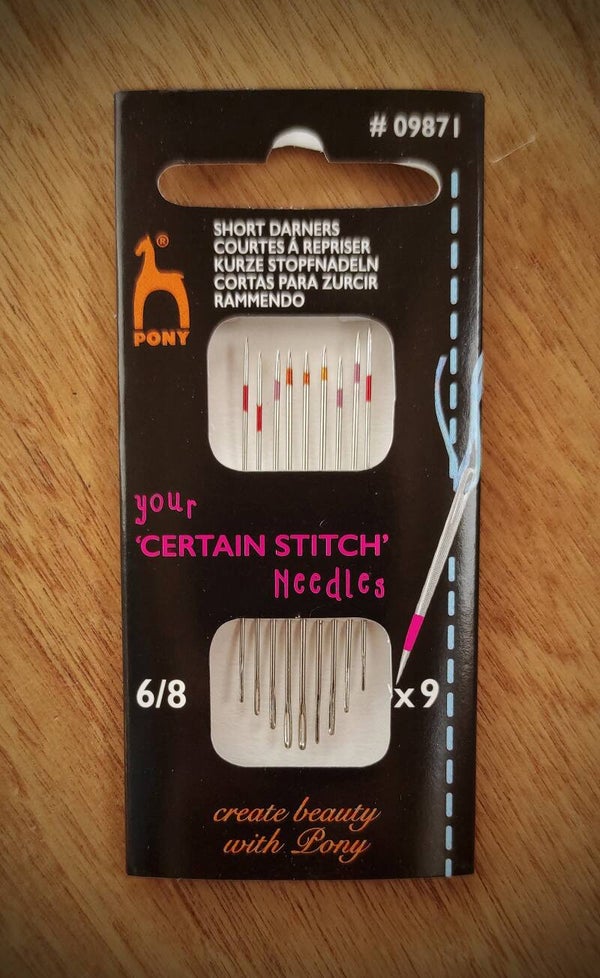 # 09871
SHORT DARNERS
COURTES Á REPRISER
KURZE STOPFNADELN
CORTAS PARA ZURCIR
RAMMENDO
®
PONY
your
‘CERTAIN STITCH’
Needles
6/8
x 9
create beauty
with Pony